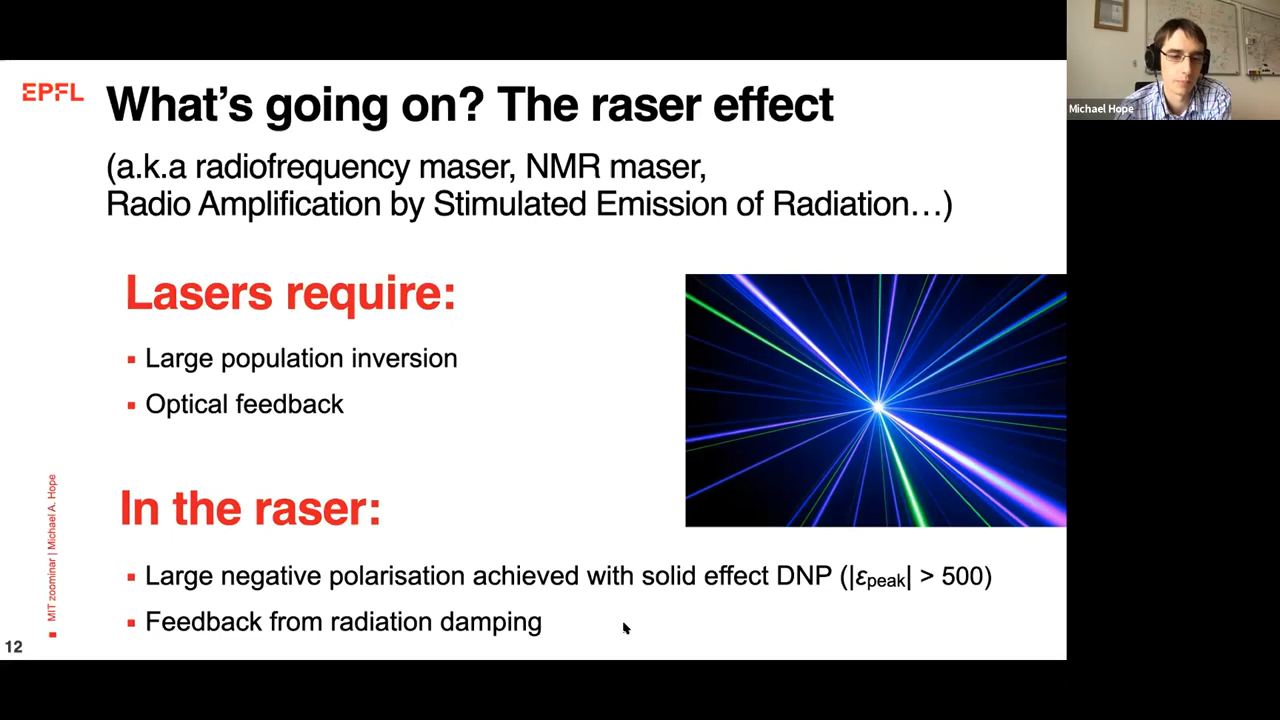 EPFL
What's going on? The raser effect
(a.k.a radiofrequency maser, NMR maser,
Radio Amplification by Stimulated Emission of Radiation…)
Lasers require:
▪ Large population inversion
▪ Optical feedback
In the raser:
▪ Large negative polarisation achieved with solid effect DNP (|εpeak| > 500)
▪ Feedback from radiation damping
MIT zoominar | Michael A. Hope
12
Michael Hope